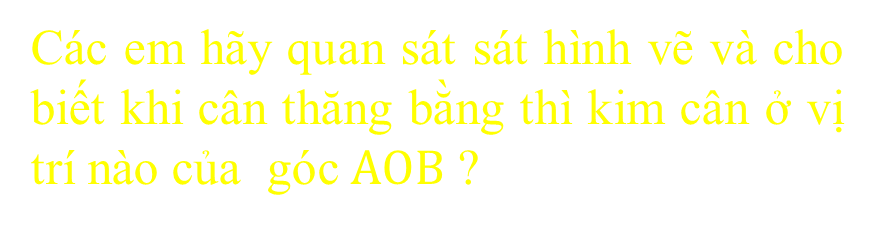 Các em hãy quan sát sát hình vẽ và cho
biết khi cân thăng bằng thì kim cân ở vị
trí nào của góc AOB ?